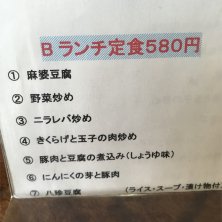 Bランチ定食580円
① 麻婆豆腐
② 野菜炒め
③ ニラレバ炒め
④ きくらげと玉子の肉炒め
⑤ 豚肉と豆腐の煮込み(しょうゆ味)
⑥ にんにくの芽と豚肉
⑦ 八珍豆腐 (ライス・スープ・漬け物付